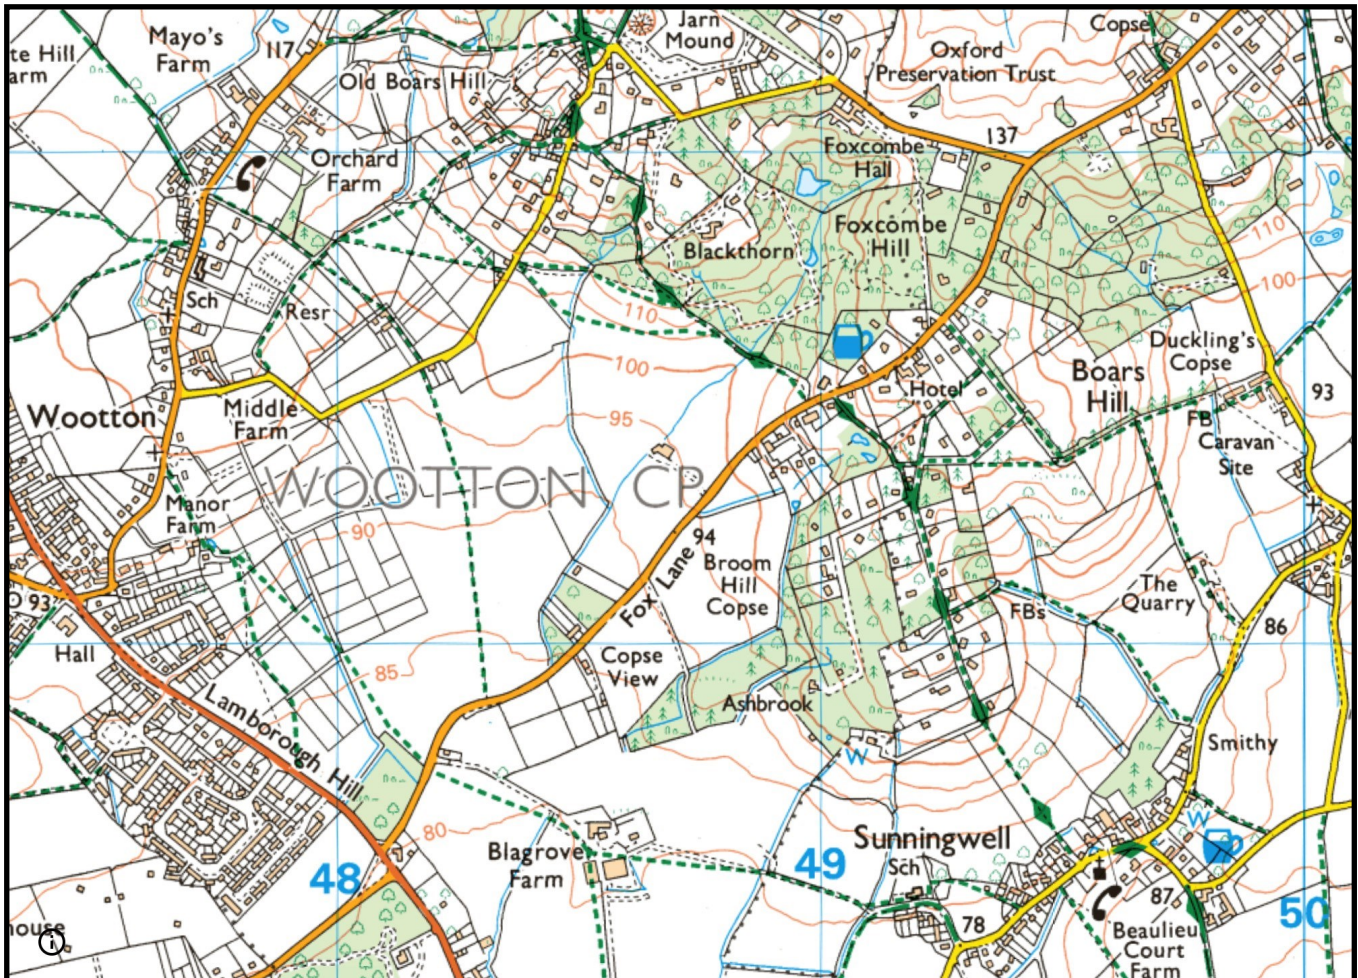 Jarn
Mound
Copse
Mayo's
Farm
117
te Hill
arm
Old Boars Hill
Oxford
Preservation Trust
137
Orchard
Farm
Foxcombe
Hall
Foxcombe
Hill
Blackthorn
110
100
Sch
Resr
110
100
Duckling's
Copse
Boars
Hill
Hotel
93
Wootton
Middle
Farm
95
FB
Caravan
Site
WOOTTON CP
Manor
Farm
90
94
Fox Lane
Broom
Hill
Copse
The
Quarry
FBs
93
86
Hall
85
Copse
View
Ashbrook
Lamborough Hill
W
Smithy
80
W
Blagrove
Farm
48
49
Sunningwell
Sch
87
78
50
Beaulieu
Court
Farm
house